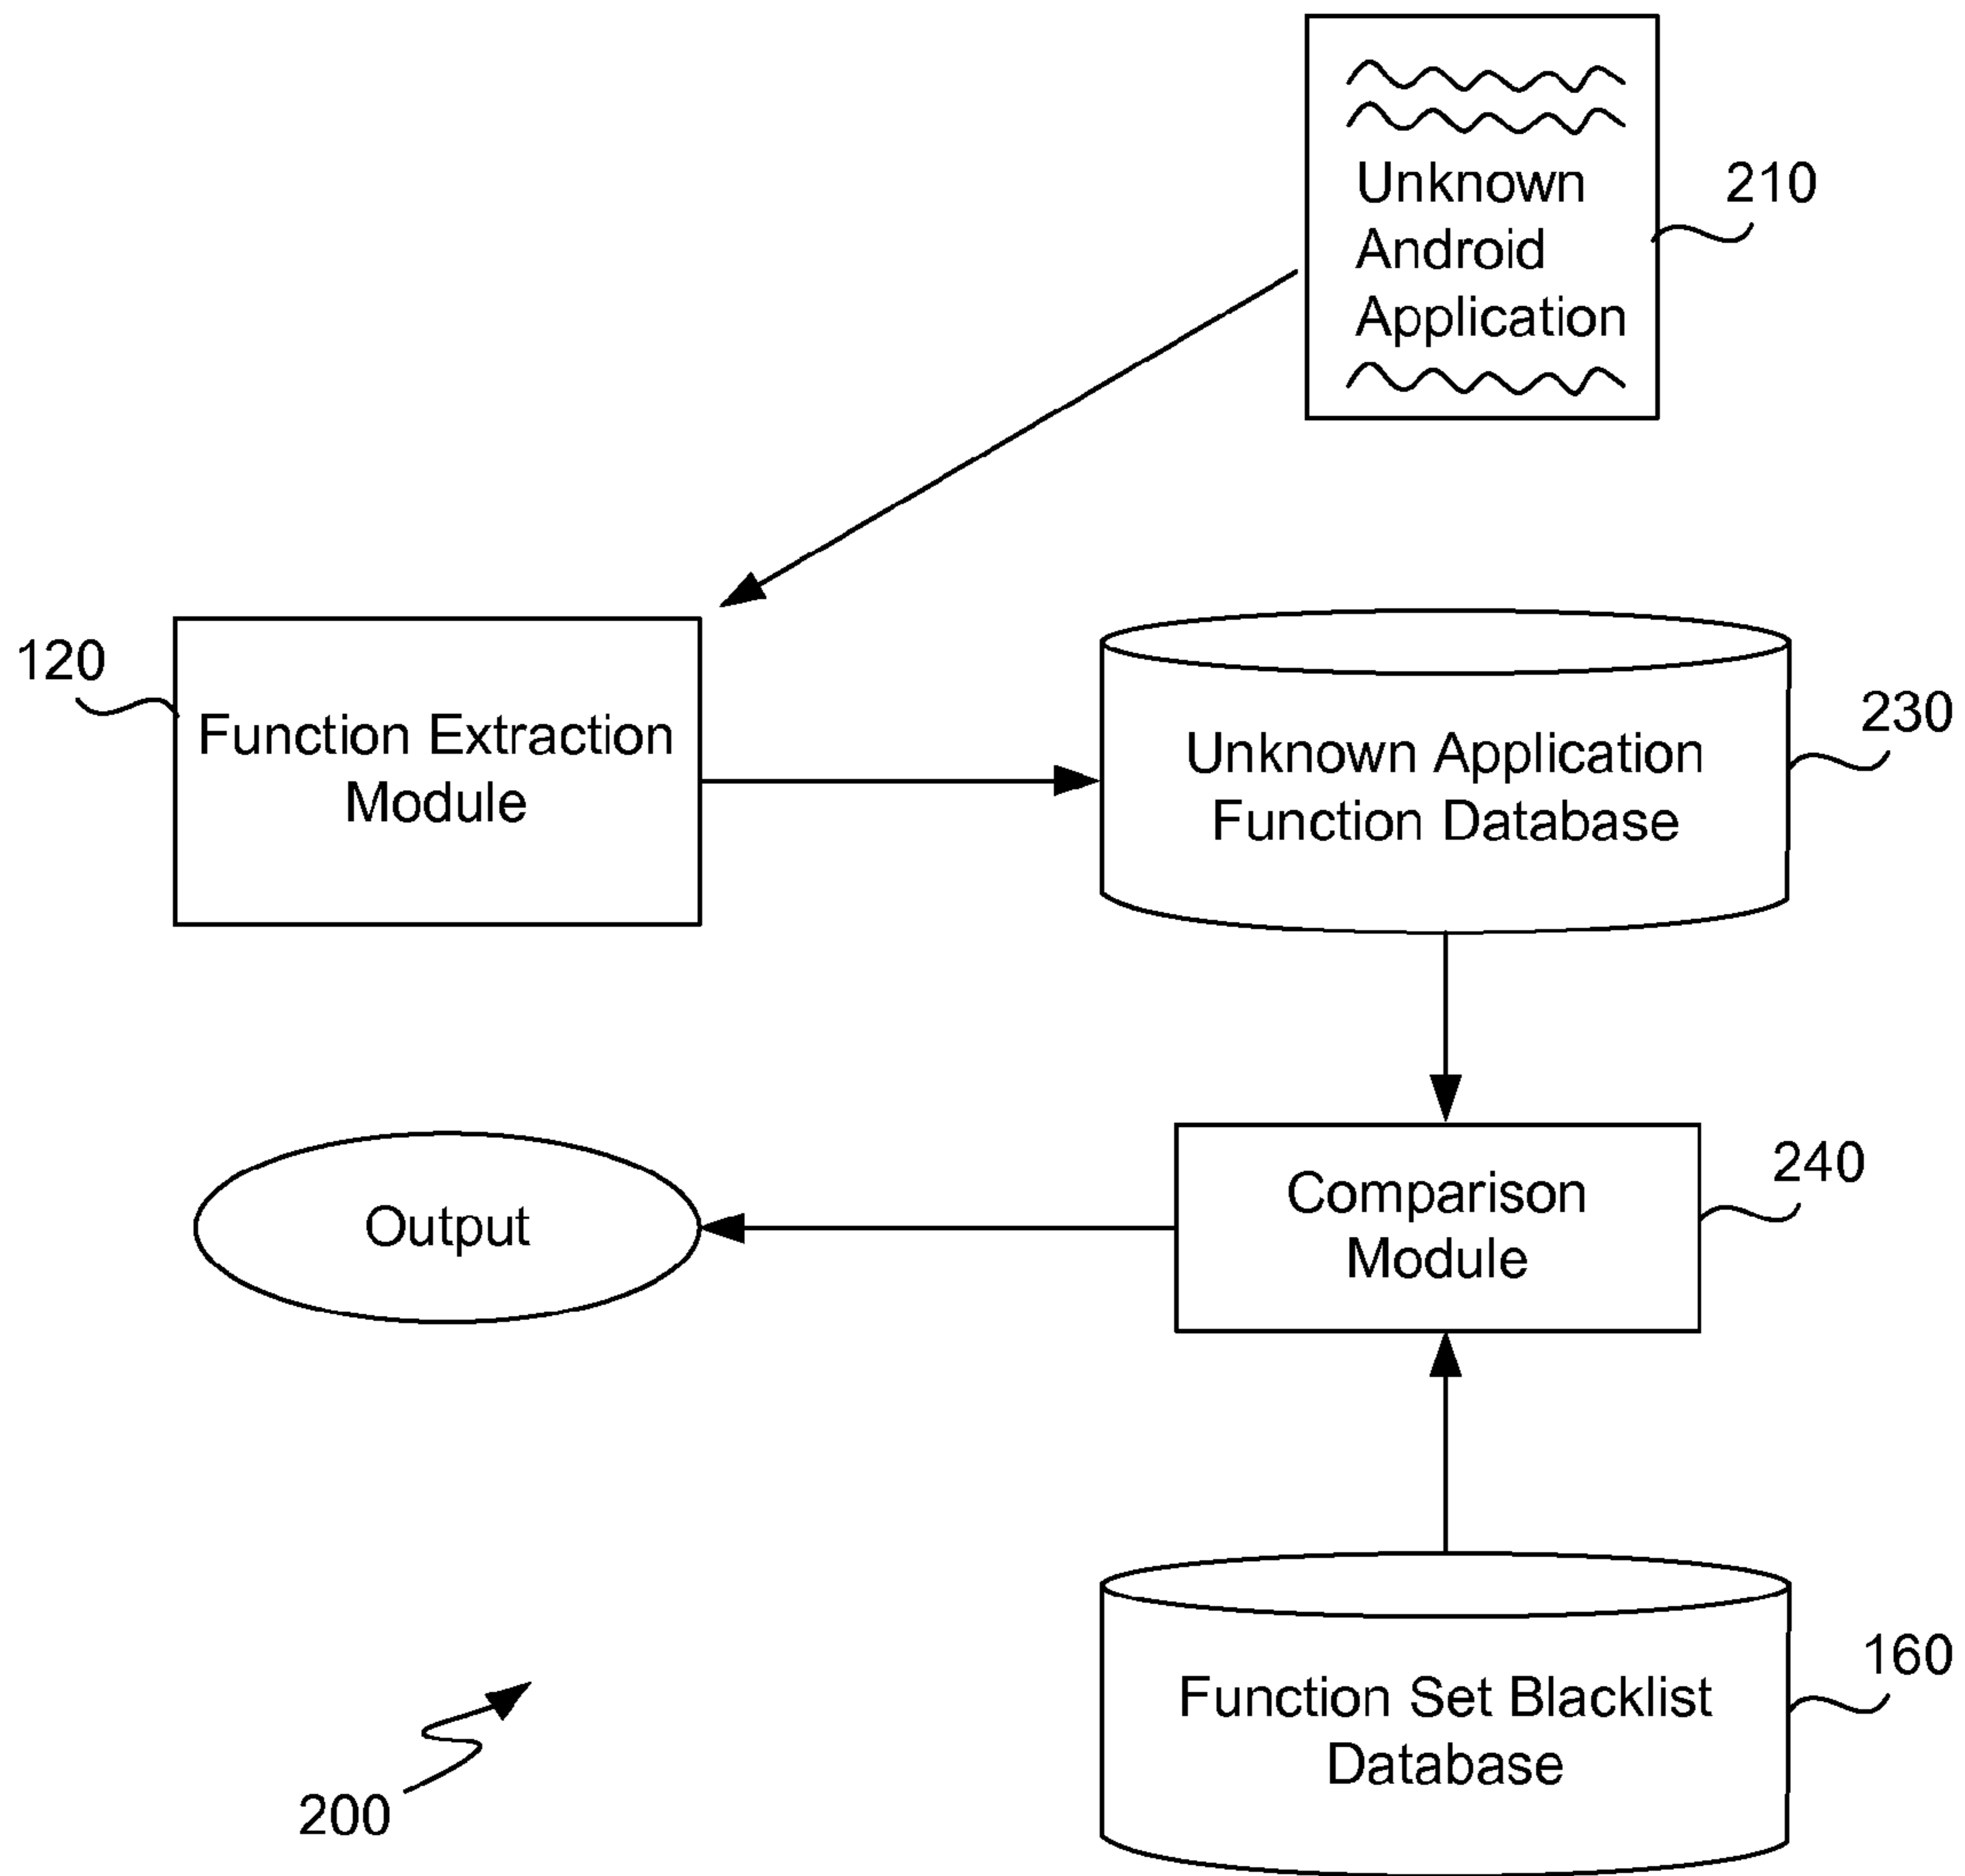 Unknown
Android
Application
210
120
Function Extraction
Module
Unknown Application
Function Database
230
Output
Comparison
Module
240
Function Set Blacklist
Database
160
200